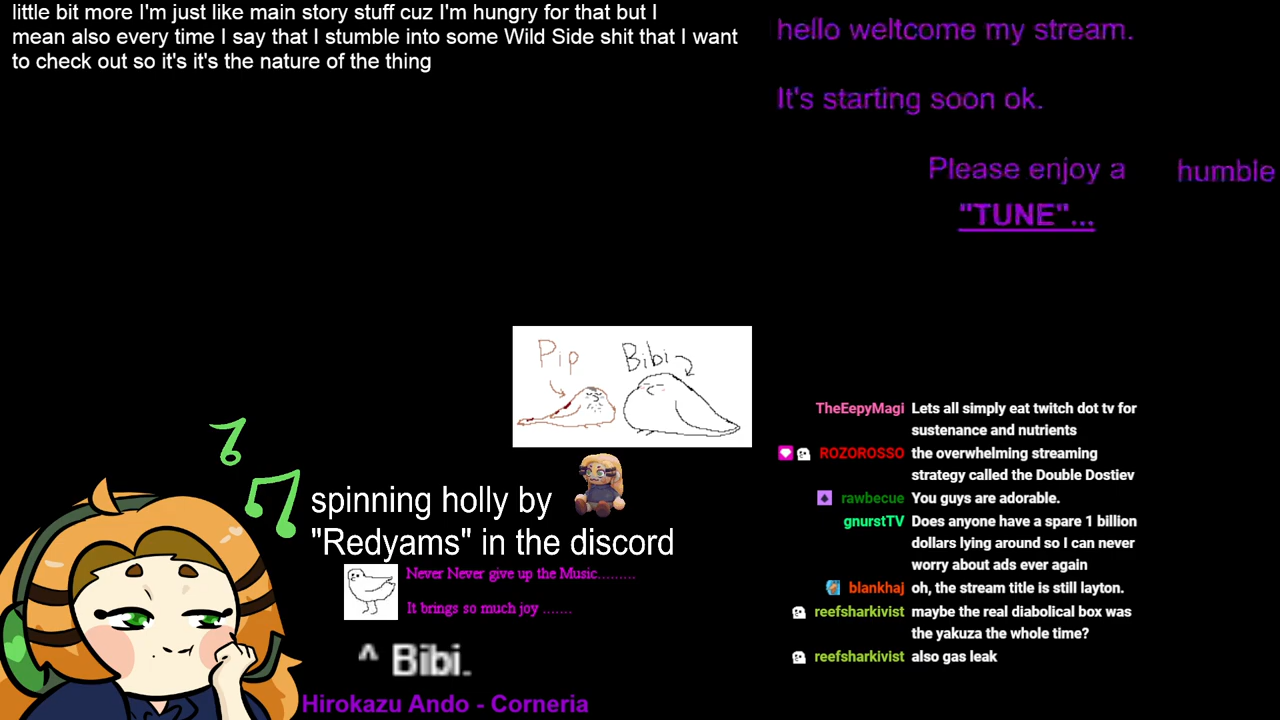 little bit more I'm just like main story stuff cuz I'm hungry for that but I
mean also every time I say that I stumble into some Wild Side shit that I want
to check out so it's it's the nature of the thing
hello weltcome my stream.
It's starting soon ok.
Please enjoy a humble
"TUNE"...
Pip
Bibi
spinning holly by
"Redyams" in the discord
Never Never give up the Music.........
It brings so much joy .......
^ Bibi.
Hirokazu Ando - Corneria
TheEepyMagi Lets all simply eat twitch dot tv for
sustenance and nutrients
ROZOROSSO the overwhelming streaming
strategy called the Double Dostiev
rawbecue You guys are adorable.
gnurstTV Does anyone have a spare 1 billion
dollars lying around so I can never
worry about ads ever again
blankhaj oh, the stream title is still layton.
reefsharkivist maybe the real diabolical box was
the yakuza the whole time?
reefsharkivist also gas leak